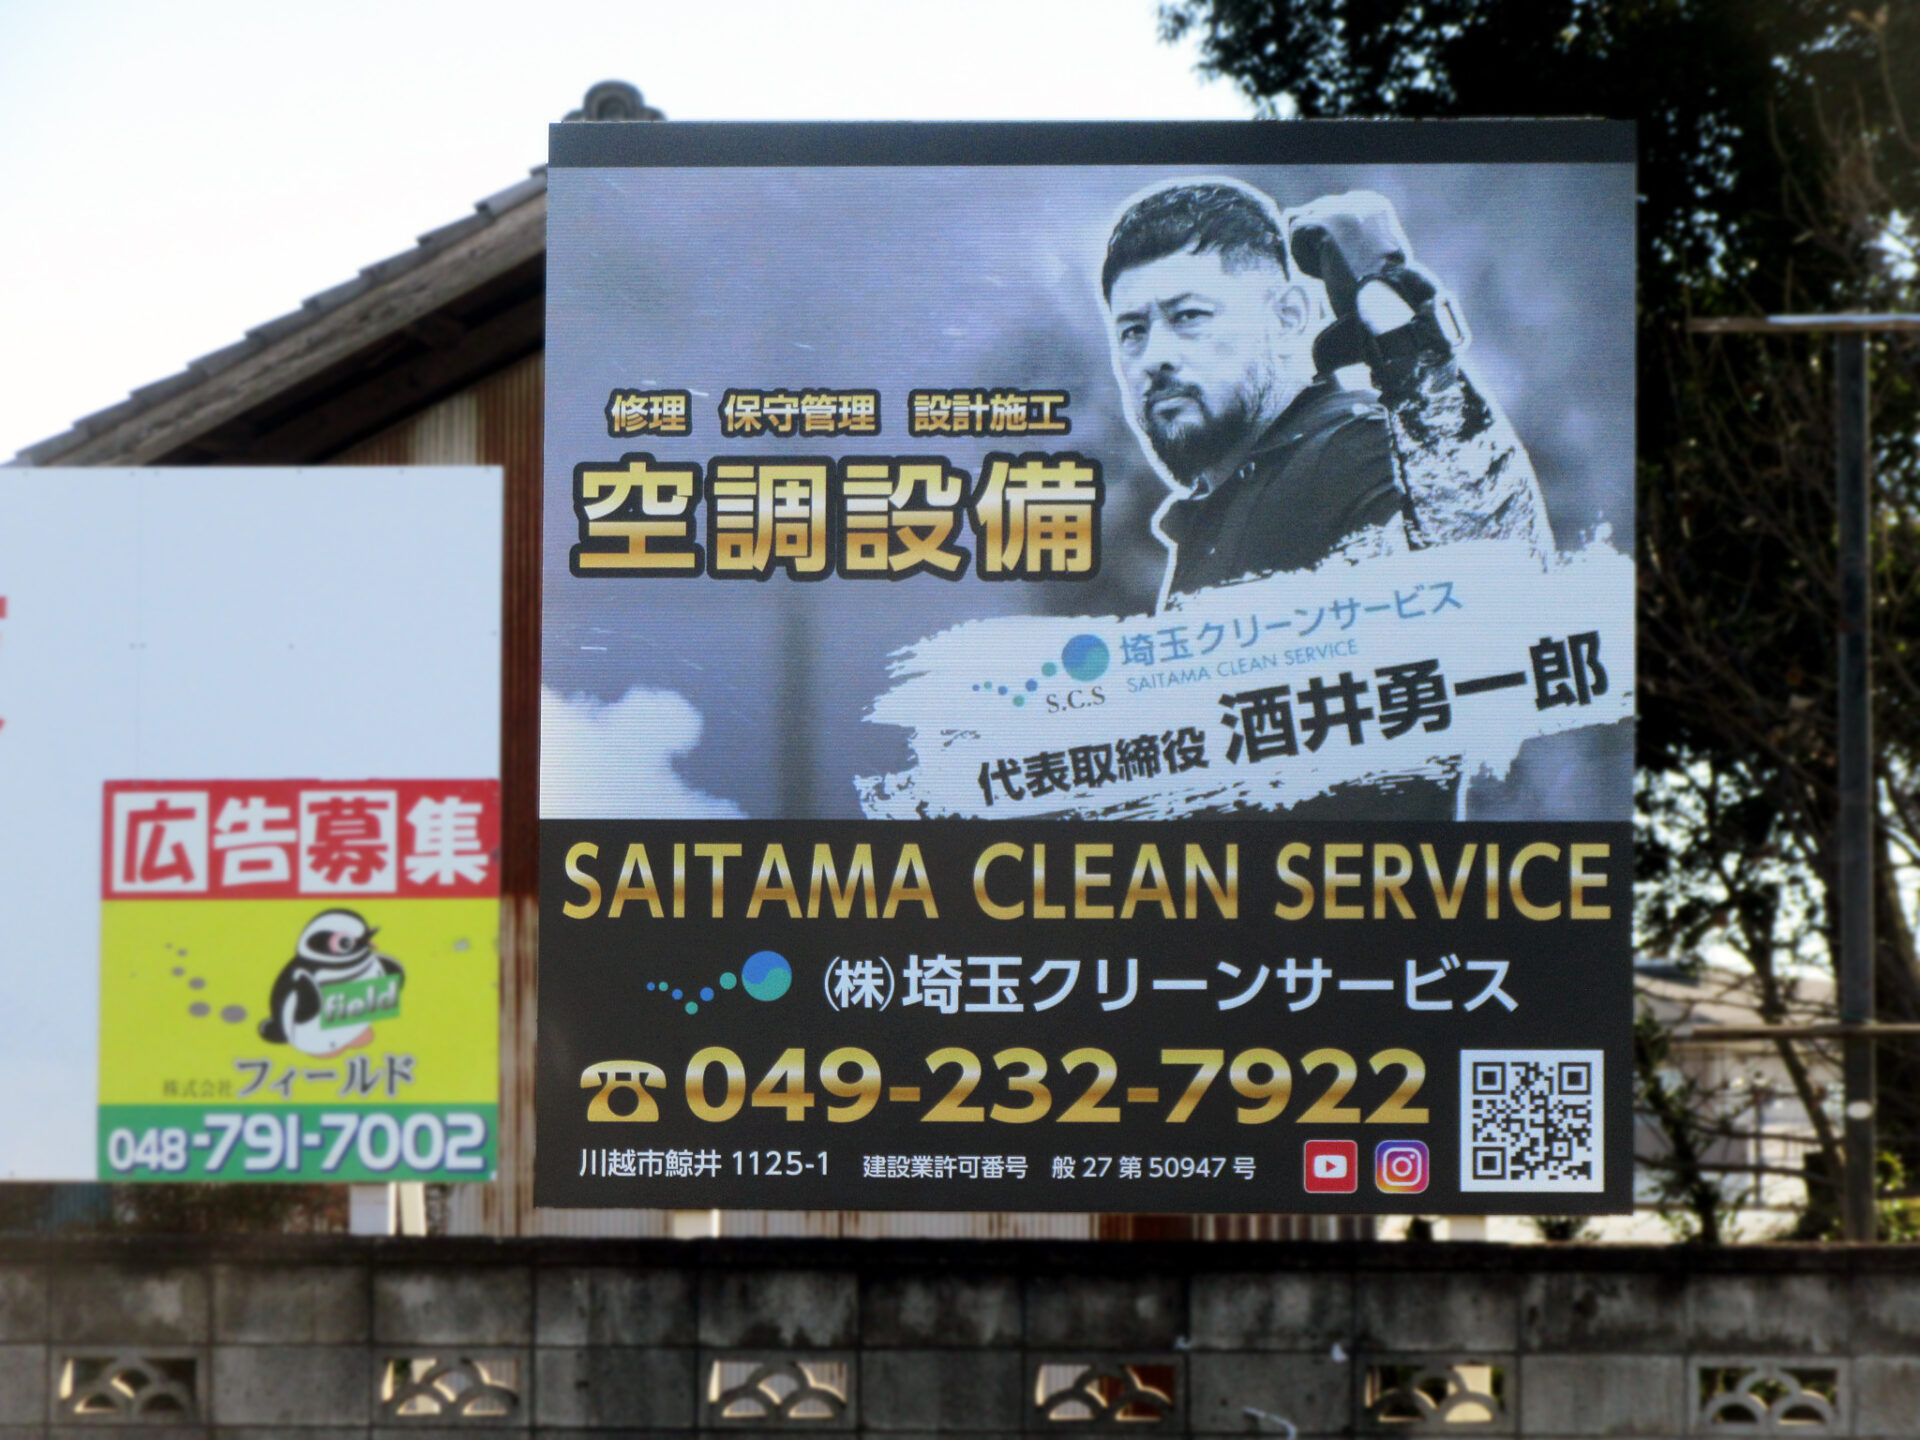 修理 保守管理 設計施工
空調設備
埼玉クリーンサービス
SAITAMA CLEAN SERVICE
S.C.S
代表取締役 酒井勇一郎
SAITAMA CLEAN SERVICE
(株)埼玉クリーンサービス
049-232-7922
川越市鯨井 1125-1 建設業許可番号 般 27 第 50947 号
広告募集
field
株式会社 フィールド
048-791-7002